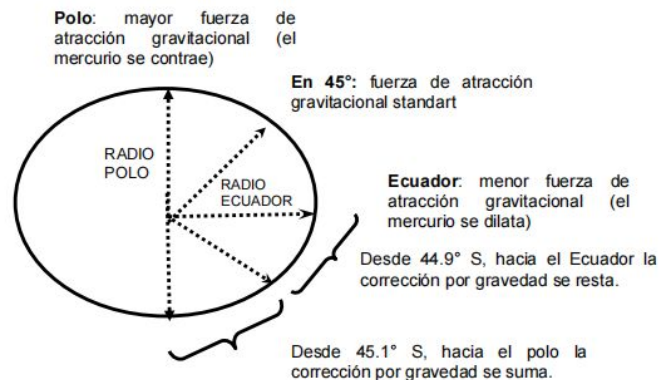 Polo: mayor fuerza de
atracción gravitacional (el
mercurio se contrae)
En 45°: fuerza de atracción
gravitacional standart
RADIO
POLO
RADIO
ECUADOR
Ecuador: menor fuerza de
atracción gravitacional (el
mercurio se dilata)
Desde 44.9° S, hacia el Ecuador la
corrección por gravedad se resta.
Desde 45.1° S, hacia el polo la
corrección por gravedad se suma.